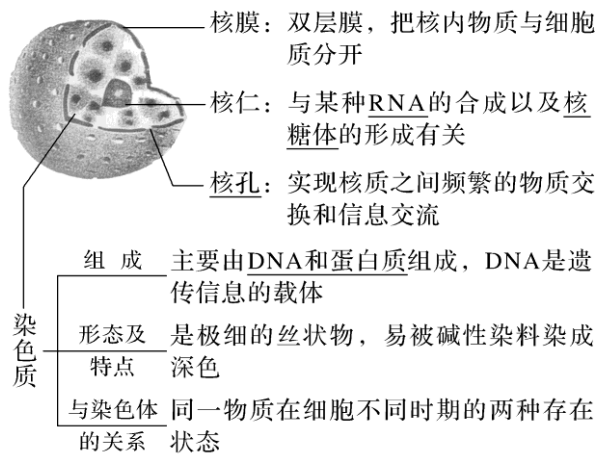 核膜：双层膜，把核内物质与细胞
质分开
核仁：与某种RNA的合成以及核
糖体的形成有关
核孔：实现核质之间频繁的物质交
换和信息交流
组成 主要由DNA和蛋白质组成，DNA是遗
传信息的载体
染色质
形态及 是极细的丝状物，易被碱性染料染成
特点 深色
与染色体 同一物质在细胞不同时期的两种存在
的关系 状态